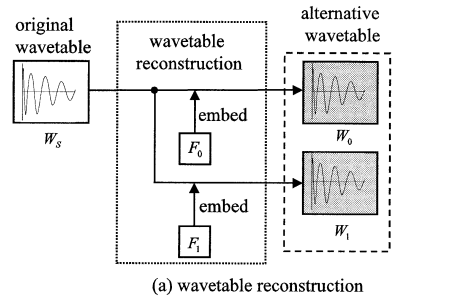 original
wavetable
W_s
wavetable
reconstruction
embed
F_0
embed
F_1
alternative
wavetable
W_0
W_1
(a) wavetable reconstruction